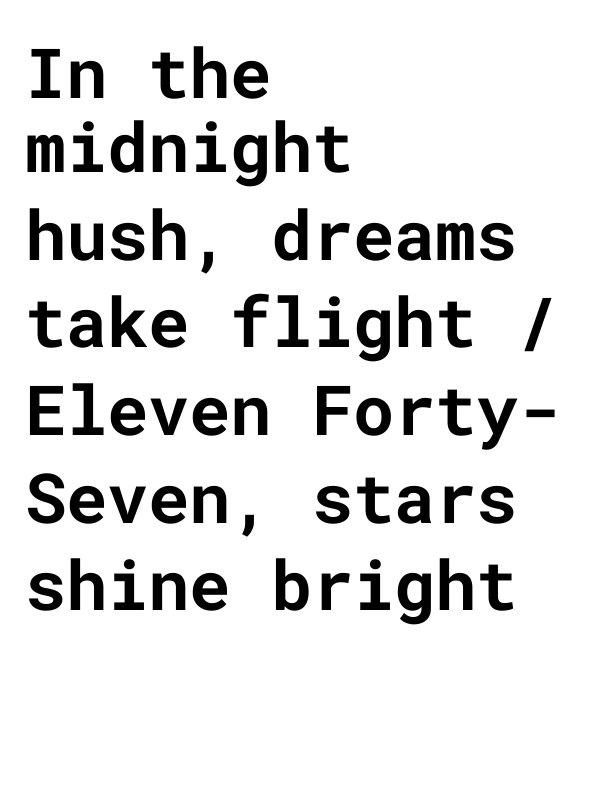 In the
midnight
hush, dreams
take flight /
Eleven Forty-
Seven, stars
shine bright